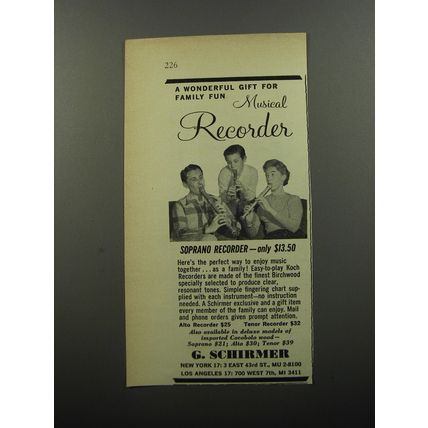 226
A WONDERFUL GIFT FOR
FAMILY FUN
Musical
Recorder
SOPRANO RECORDER—only $13.50
Here's the perfect way to enjoy music
together...as a family! Easy-to-play Koch
Recorders are made of the finest Birchwood
specially selected to produce clear,
resonant tones. Simple fingering chart sup-
plied with each instrument—no instruction
needed. A Schirmer exclusive and a gift item
every member of the family can enjoy. Mail
and phone orders given prompt attention.
Alto Recorder $25 Tenor Recorder $32
Also available in deluxe models of
imported Cocobolo wood—
Soprano $21; Alto $30; Tenor $39
G. SCHIRMER
NEW YORK 17: 3 EAST 43rd ST., MU 2-8100
LOS ANGELES 17: 700 WEST 7th, MI 3411